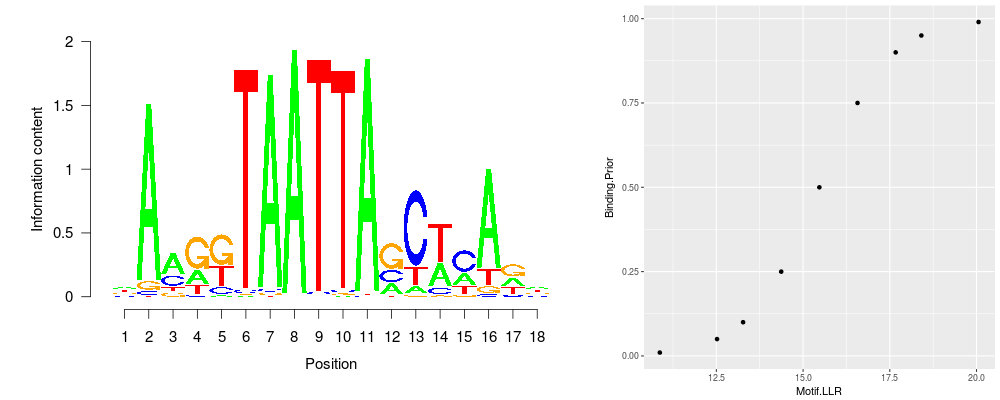 2
1.5
1
0.5
0
Information content
1 2 3 4 5 6 7 8 9 10 11 12 13 14 15 16 17 18
Position
A A G G T A A T T A G C T C A G
1.00
0.75
0.50
0.25
0.00
Binding.Prior
12.5 15.0 17.5 20.0
Motif.LLR